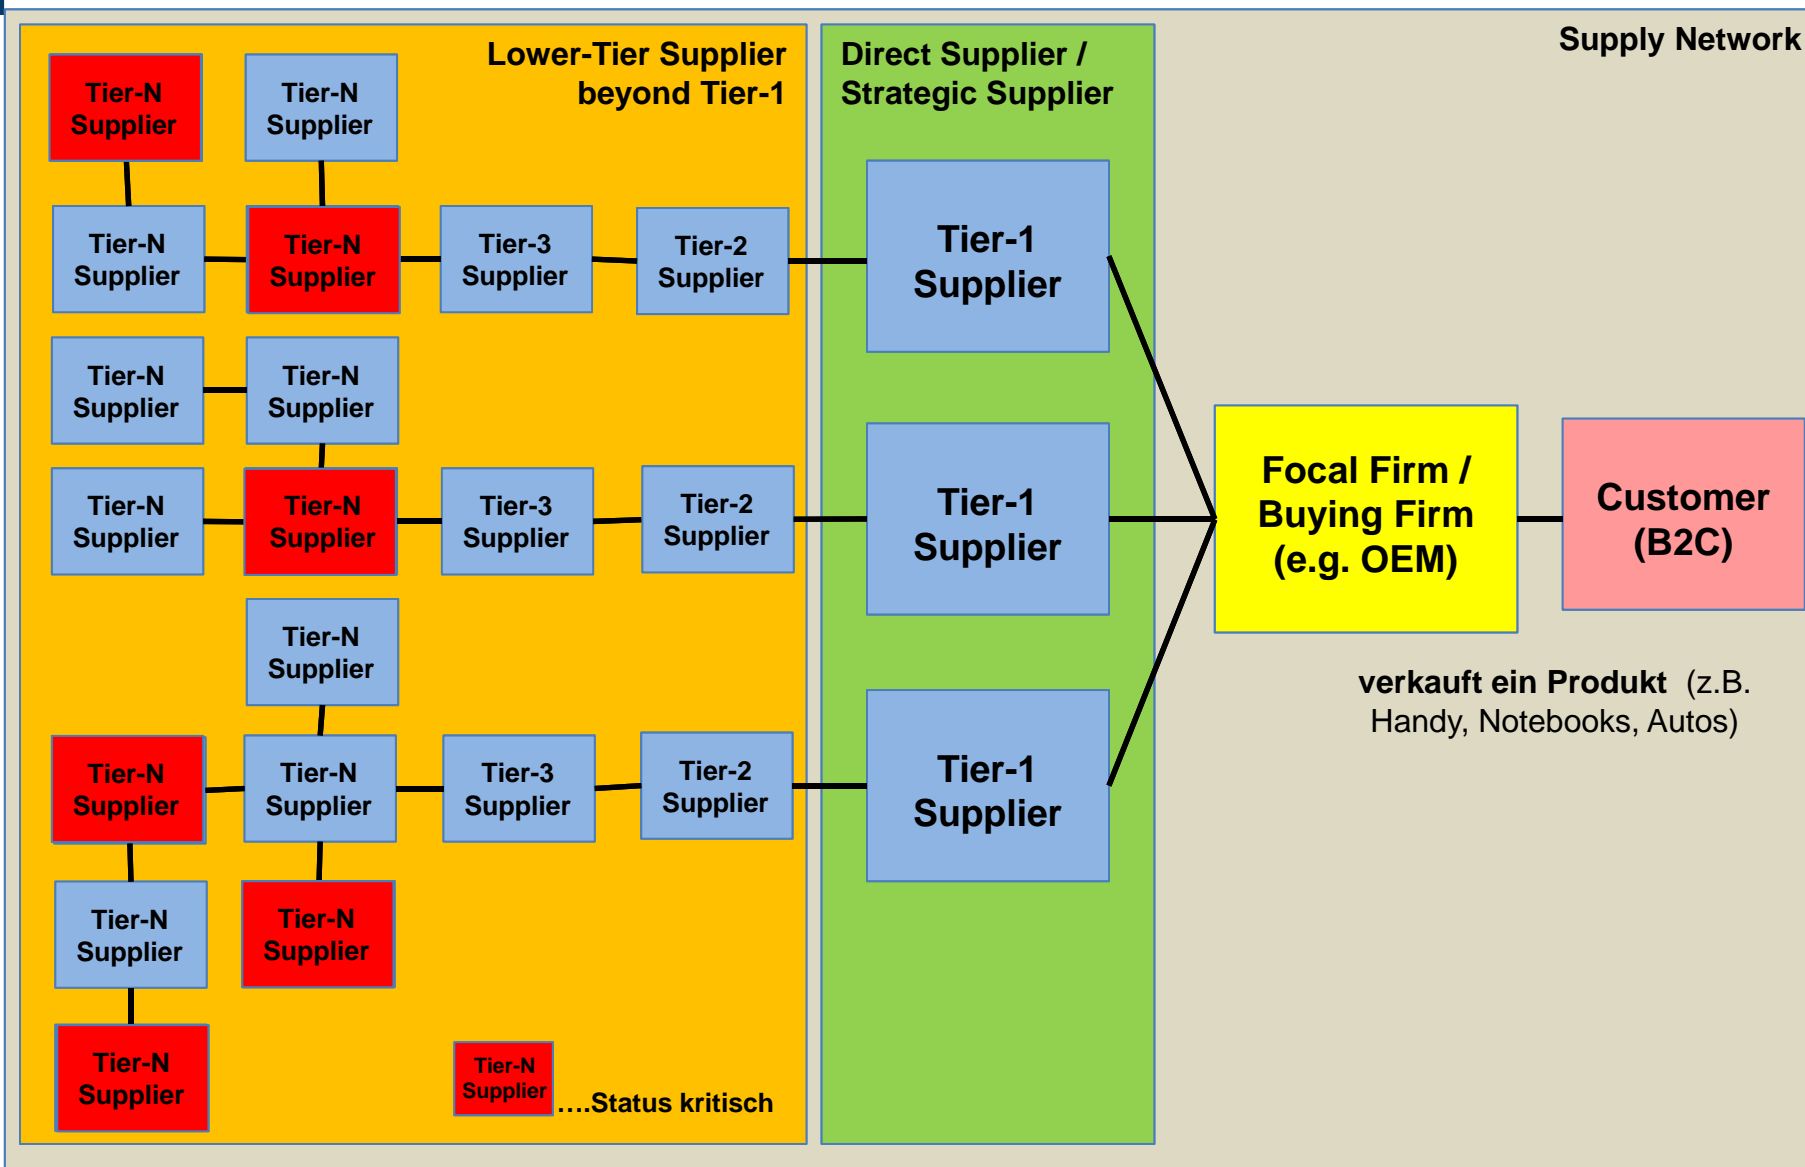 Supply Network
Lower-Tier Supplier
beyond Tier-1
Direct Supplier /
Strategic Supplier
Tier-N
Supplier
Tier-N
Supplier
Tier-N
Supplier
Tier-N
Supplier
Tier-3
Supplier
Tier-2
Supplier
Tier-1
Supplier
Tier-N
Supplier
Tier-N
Supplier
Tier-N
Supplier
Tier-N
Supplier
Tier-3
Supplier
Tier-2
Supplier
Tier-1
Supplier
Focal Firm /
Buying Firm
(e.g. OEM)
Customer
(B2C)
verkauft ein Produkt (z.B.
Handy, Notebooks, Autos)
Tier-N
Supplier
Tier-N
Supplier
Tier-N
Supplier
Tier-3
Supplier
Tier-2
Supplier
Tier-1
Supplier
Tier-N
Supplier
Tier-N
Supplier
Tier-N
Supplier
Tier-N
Supplier
....Status kritisch